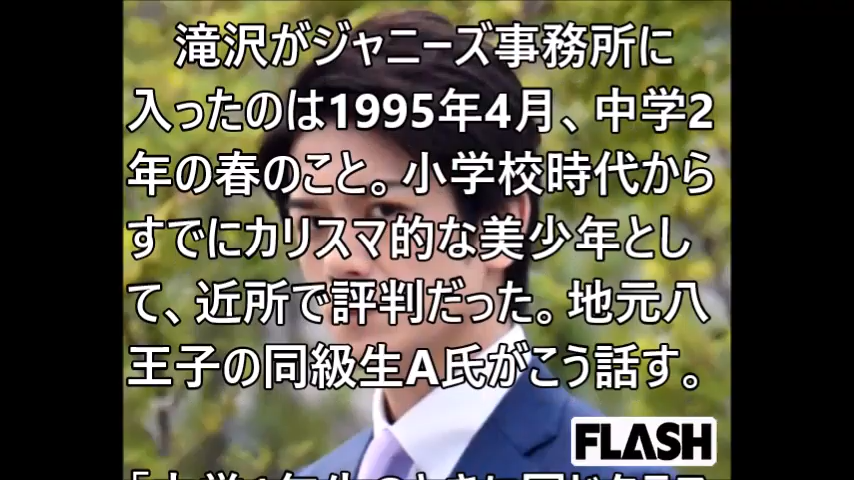 滝沢がジャニーズ事務所に
入ったのは1995年4月、中学2
年の春のこと。小学校時代から
すでにカリスマ的な美少年とし
て、近所で評判だった。地元八
王子の同級生A氏がこう話す。
FLASH